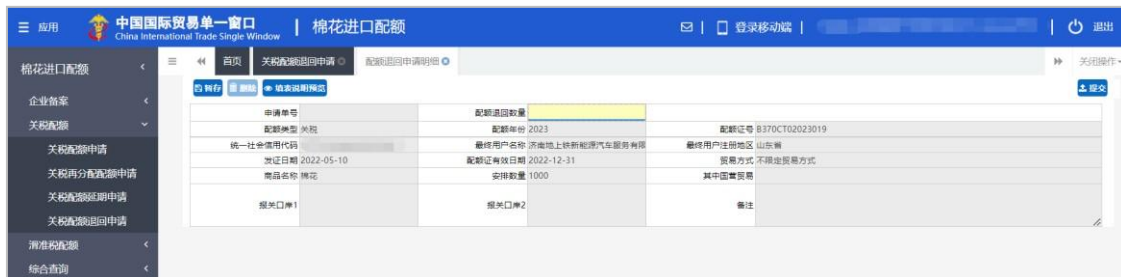 应用
中国国际贸易单一窗口
China International Trade Single Window
棉花进口配额
登录移动端
退出
棉花进口配额
首页
关税配额退回申请
配额退回申请明细
关闭操作
暂存
删除
填表说明预览
提交
企业备案
关税配额
关税配额申请
关税再分配配额申请
关税配额延期申请
关税配额退回申请
滑准税配额
综合查询
申请单号
配额退回数量
配额类型 关税
配额年份 2023
配额证号 B370CT02023019
统一社会信用代码
最终用户名称 济南地上铁新能源汽车服务有限
最终用户注册地区 山东省
发证日期 2022-05-10
配额证有效日期 2022-12-31
贸易方式 不限定贸易方式
商品名称 棉花
安排数量 1000
其中国营贸易
报关口岸1
报关口岸2
备注